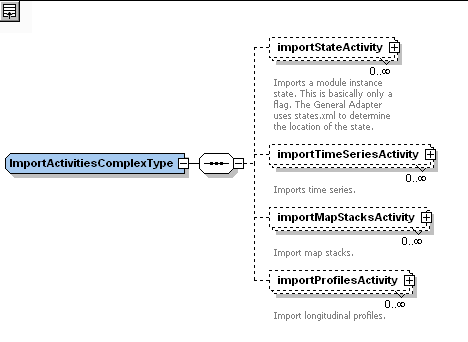 importStateActivity
0..∞
Imports a module instance
state. This is basically only a
flag. The General Adapter
uses states.xml to determine
the location of the state.
ImportActivitiesComplexType
importTimeSeriesActivity
0..∞
Imports time series.
importMapStacksActivity
0..∞
Import map stacks.
importProfilesActivity
0..∞
Import longitudinal profiles.